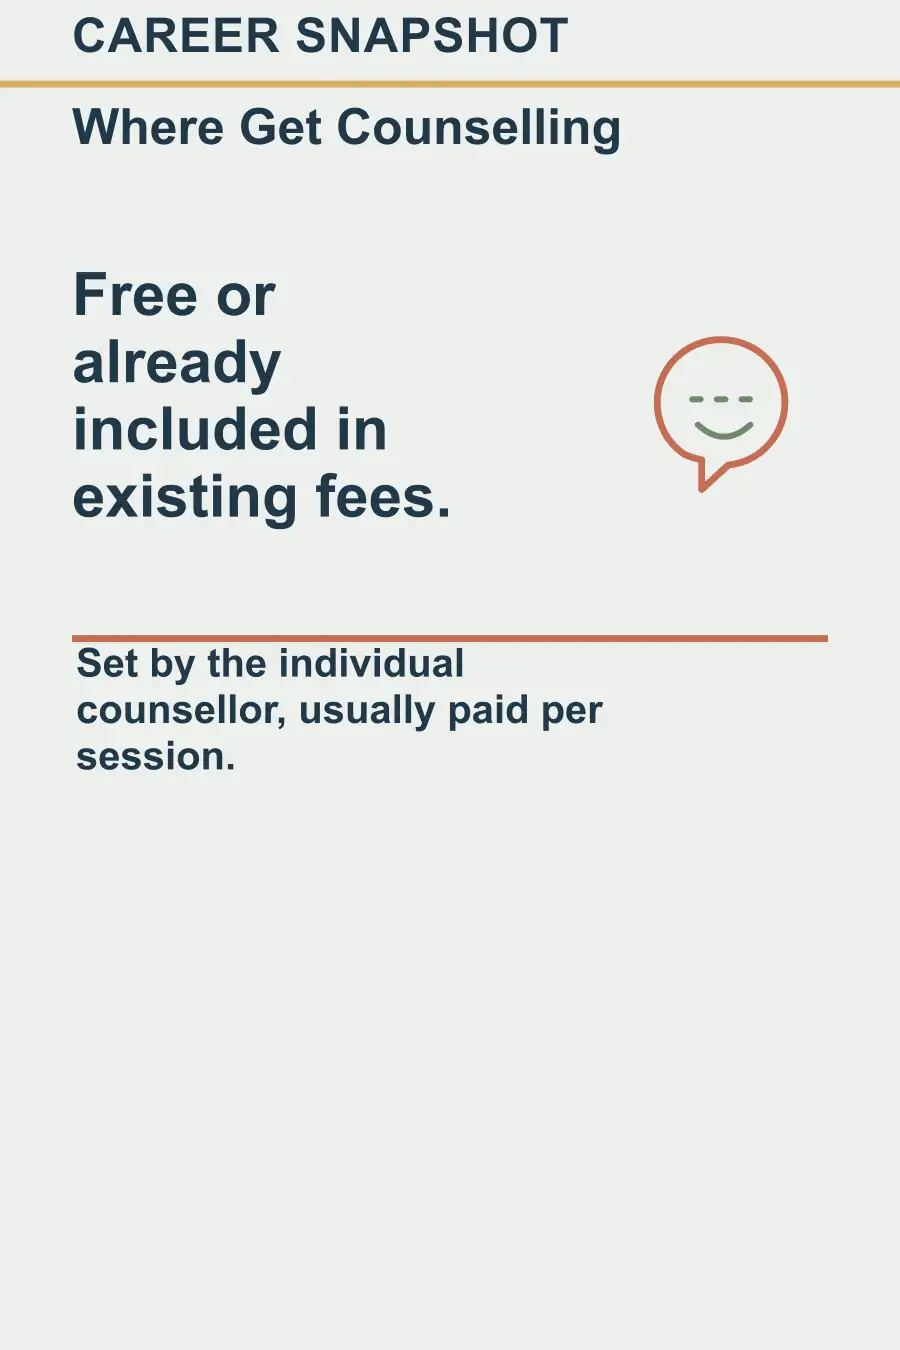 CAREER SNAPSHOT
Where Get Counselling
Free or
already
included in
existing fees.
Set by the individual
counsellor, usually paid per
session.